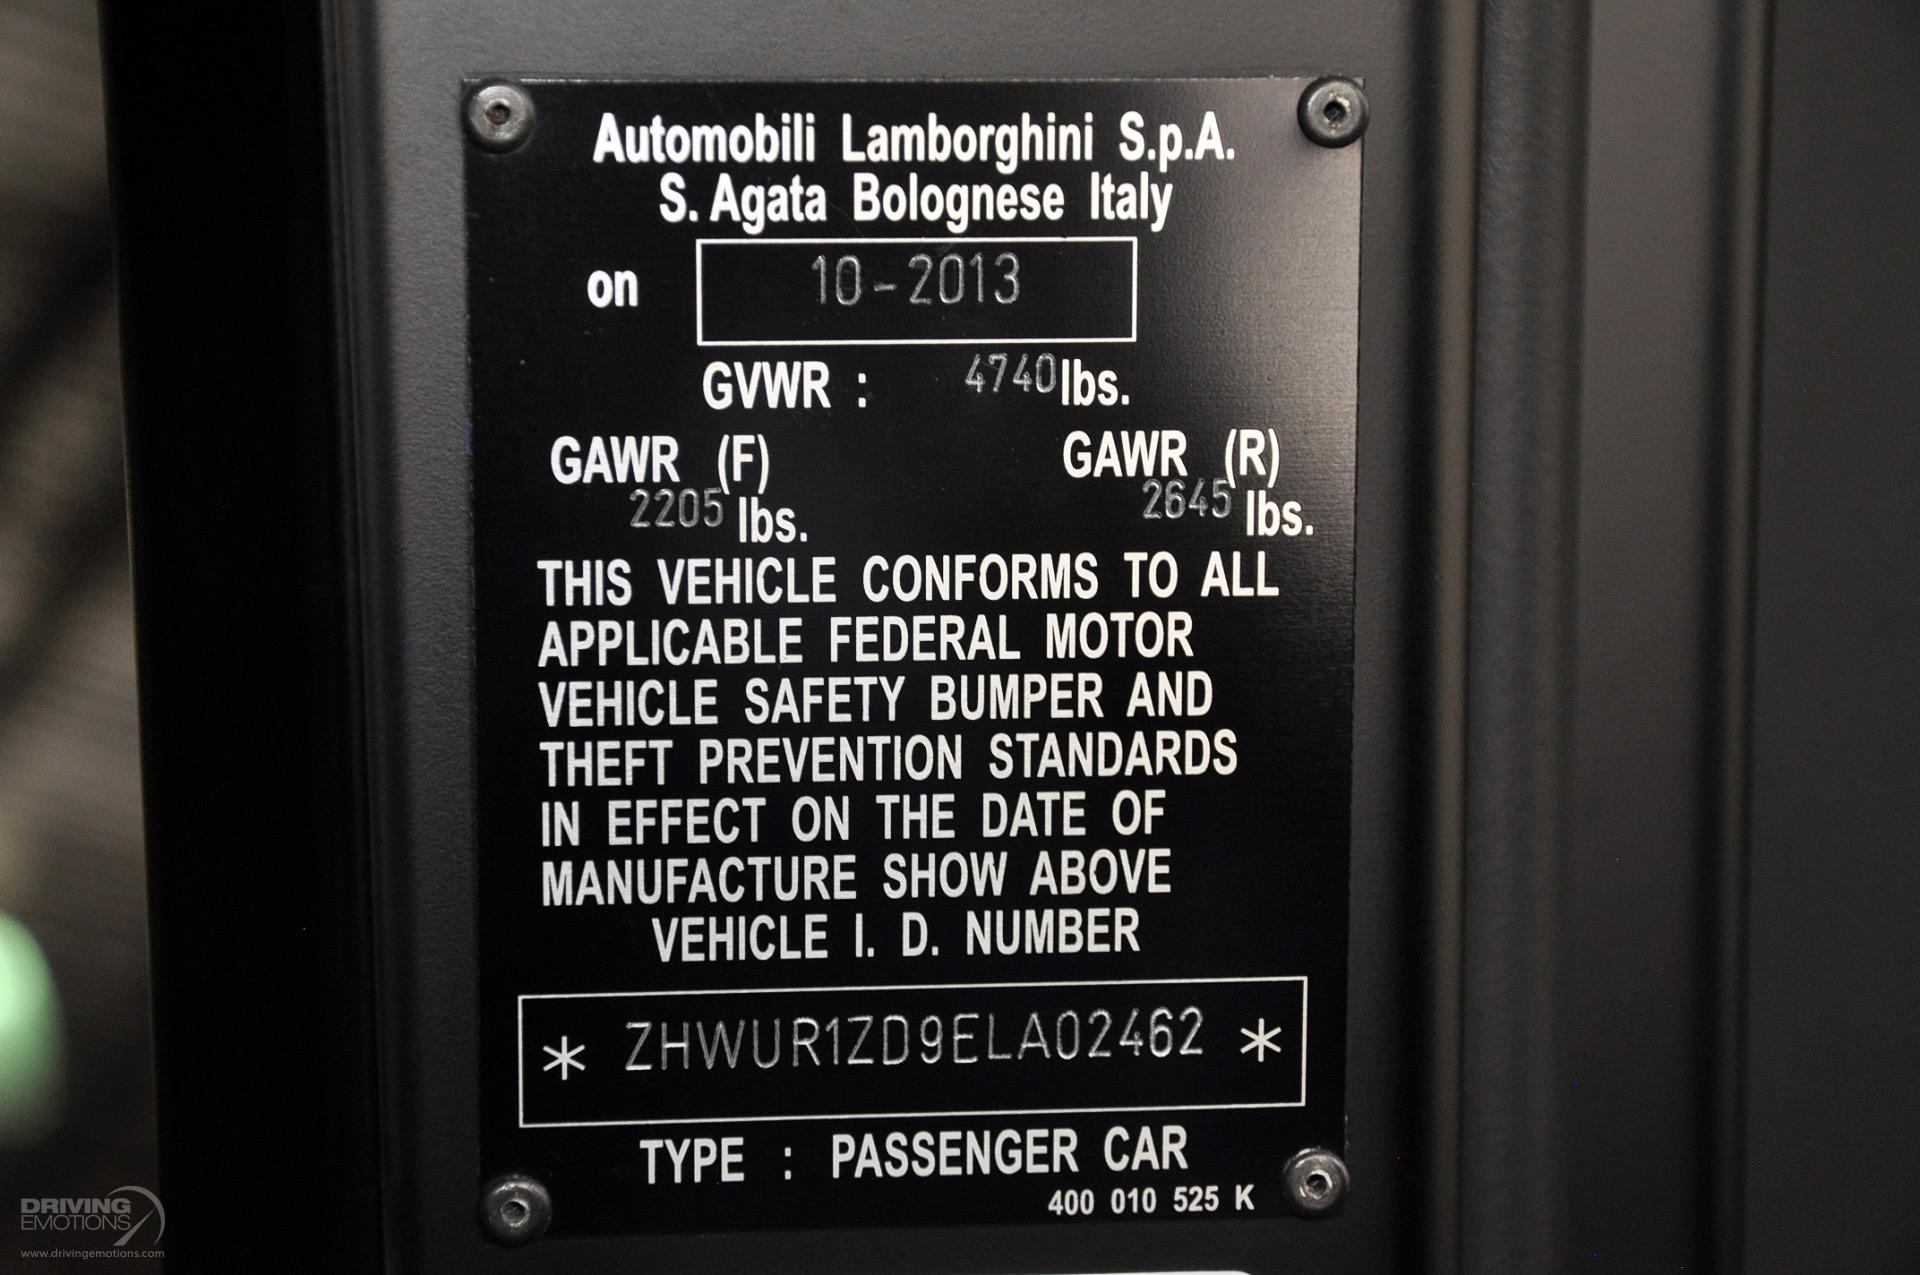 Automobili Lamborghini S.p.A.
S. Agata Bolognese Italy
on 10-2013
GVWR : 4740 lbs.
GAWR (F) GAWR (R)
2205 lbs. 2645 lbs.
THIS VEHICLE CONFORMS TO ALL
APPLICABLE FEDERAL MOTOR
VEHICLE SAFETY BUMPER AND
THEFT PREVENTION STANDARDS
IN EFFECT ON THE DATE OF
MANUFACTURE SHOW ABOVE
VEHICLE I. D. NUMBER
* ZHWUR1ZD9ELA02462 *
TYPE : PASSENGER CAR
400 010 525 K
DRIVING
EMOTIONS
www.drivingemotions.com